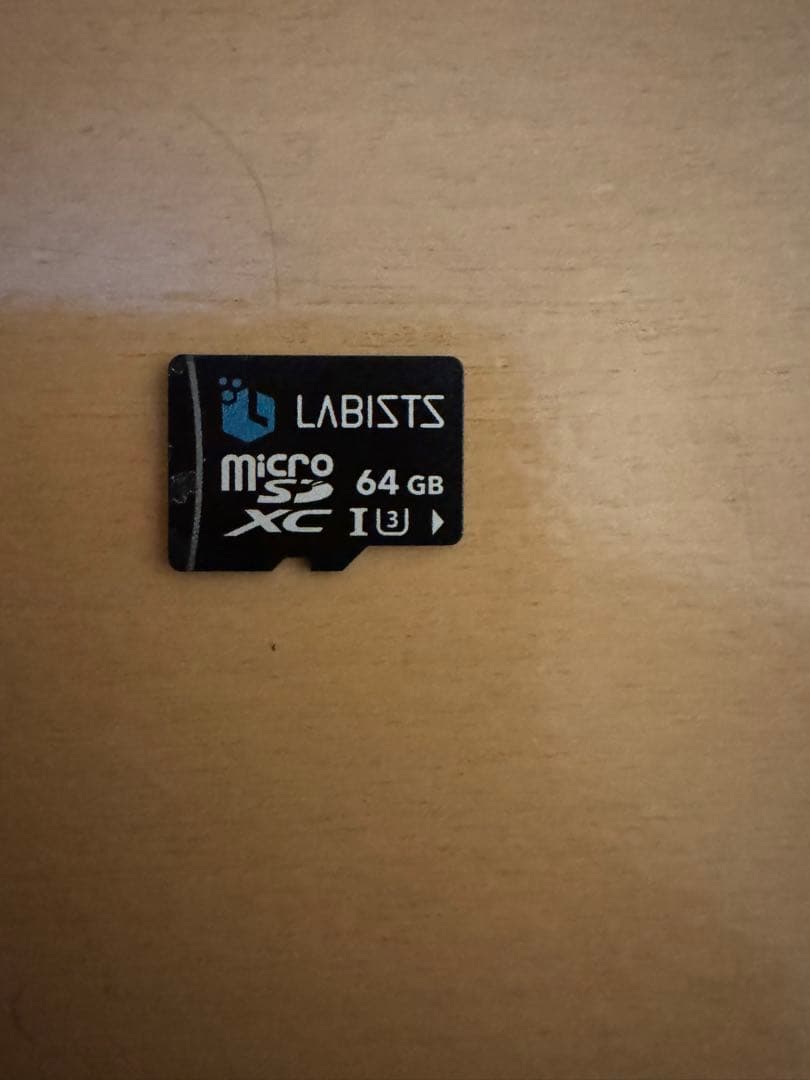 LABISTS
micro
SD 64 GB
XC I U3